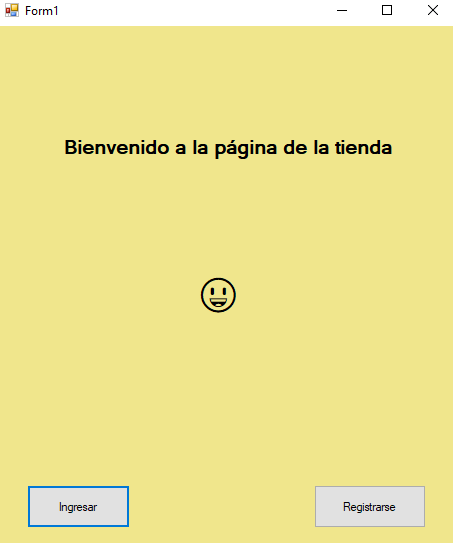 Form1
Bienvenido a la página de la tienda
Ingresar
Registrarse